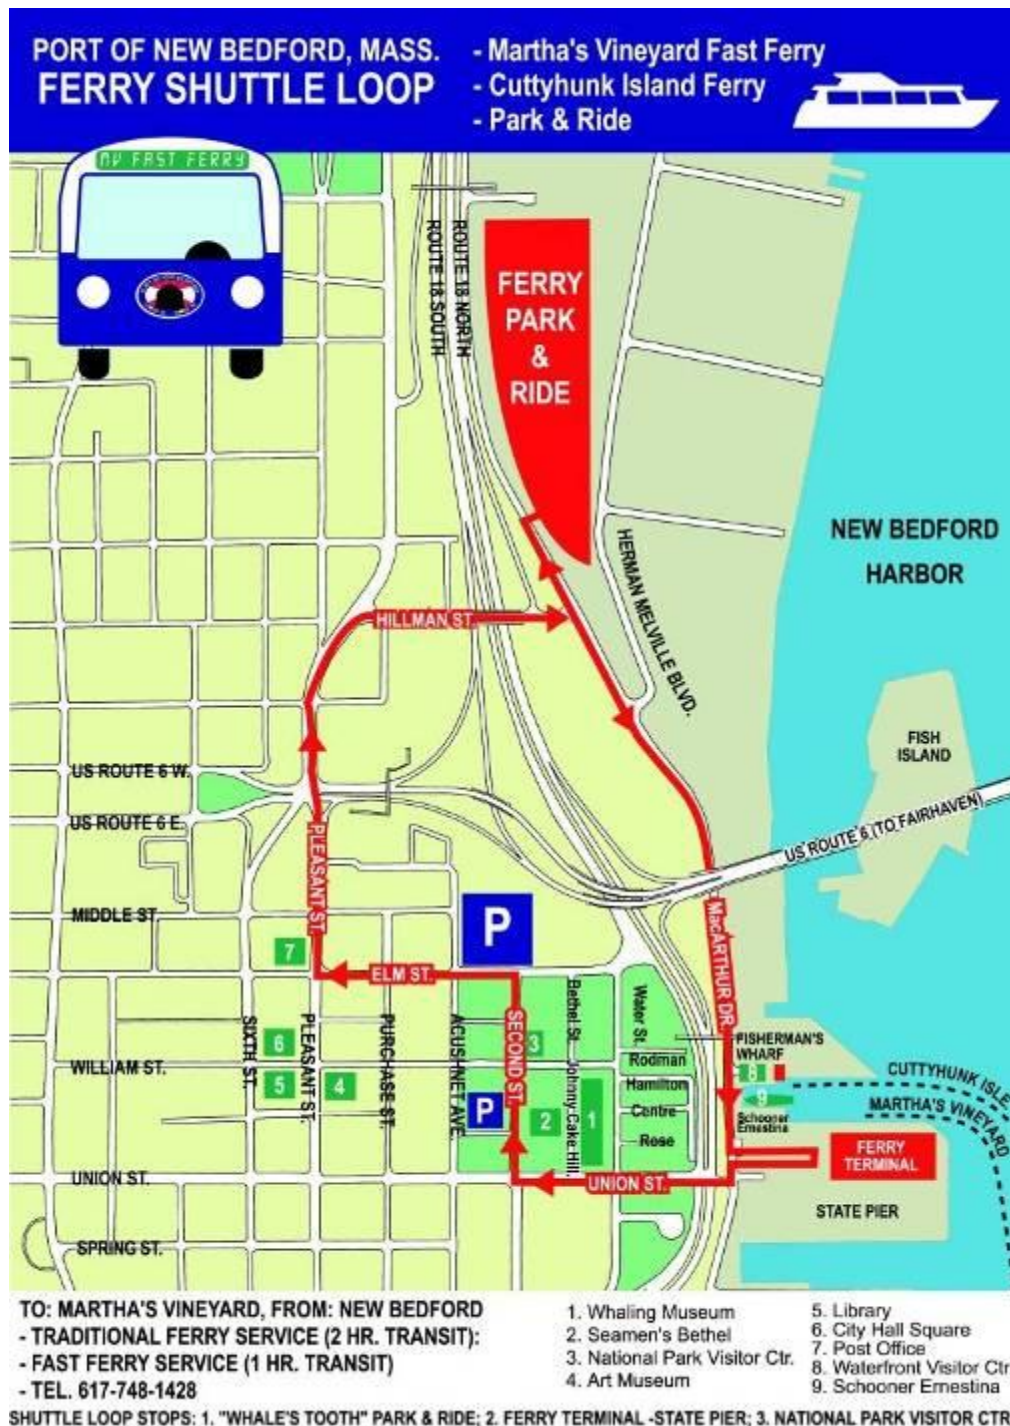 PORT OF NEW BEDFORD, MASS.
FERRY SHUTTLE LOOP
- Martha's Vineyard Fast Ferry
- Cuttyhunk Island Ferry
- Park & Ride
MV FAST FERRY
ROUTE 18 SOUTH
ROUTE 18 NORTH
FERRY
PARK
&
RIDE
NEW BEDFORD
HARBOR
HERMAN MELVILLE BLVD.
HILLMAN ST.
FISH
ISLAND
US ROUTE 6 W.
US ROUTE 6 E.
US ROUTE 6 (TO FAIRHAVEN)
PLEASANT ST.
MIDDLE ST.
P
MacARTHUR DR.
7
ELM ST.
SIXTH ST.
PLEASANT ST.
PURCHASE ST.
ACUSHNET AVE.
SECOND ST.
Bethel St.
Johnny Cake Hill.
Water St.
Rodman
Hamilton
Centre
Rose
FISHERMAN'S
WHARF
8
9
Schooner
Ernestina
CUTTYHUNK ISLE.
MARTHA'S VINEYARD
WILLIAM ST.
6
5
4
3
P
2
1
FERRY
TERMINAL
UNION ST.
UNION ST.
STATE PIER
SPRING ST.
TO: MARTHA'S VINEYARD, FROM: NEW BEDFORD
- TRADITIONAL FERRY SERVICE (2 HR. TRANSIT):
- FAST FERRY SERVICE (1 HR. TRANSIT)
- TEL. 617-748-1428
1. Whaling Museum
2. Seamen's Bethel
3. National Park Visitor Ctr.
4. Art Museum
5. Library
6. City Hall Square
7. Post Office
8. Waterfront Visitor Ctr
9. Schooner Ernestina
SHUTTLE LOOP STOPS: 1. "WHALE'S TOOTH" PARK & RIDE; 2. FERRY TERMINAL -STATE PIER; 3. NATIONAL PARK VISITOR CTR